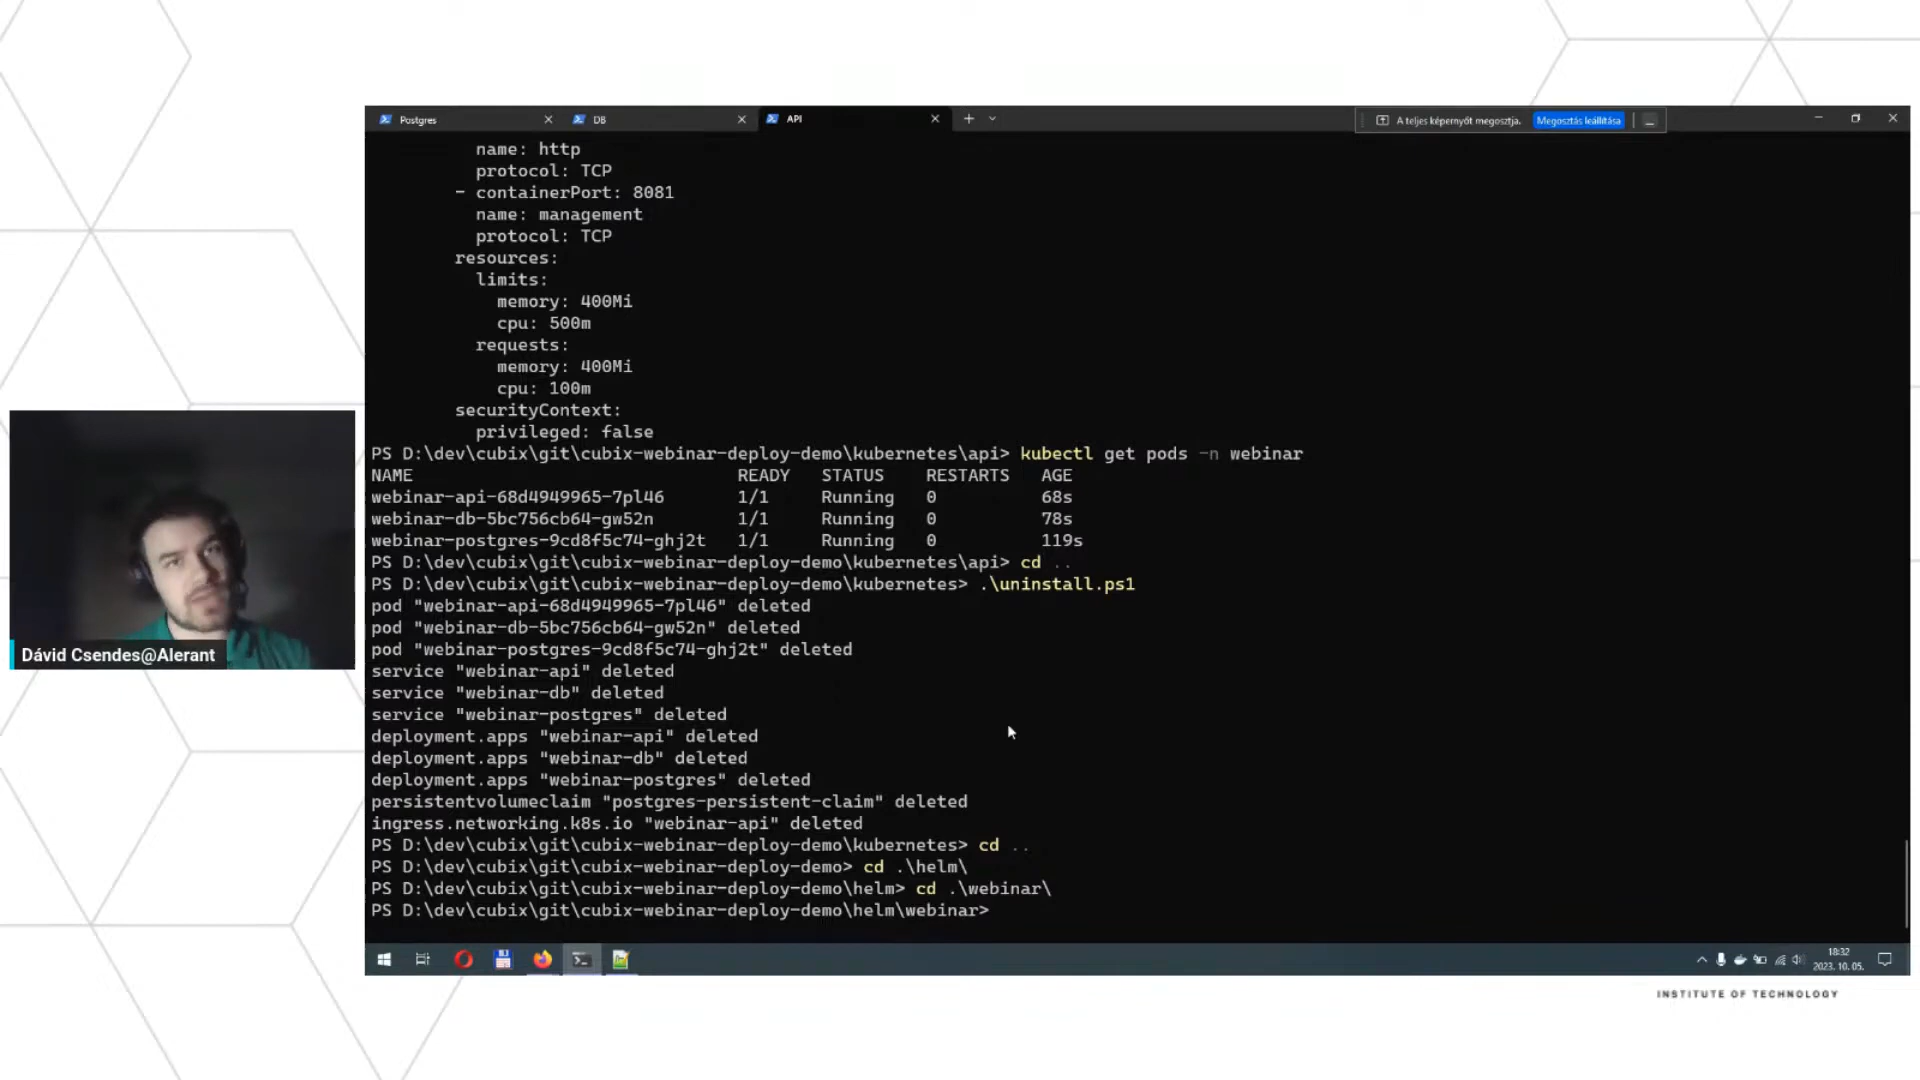 Postgres
DB
API
A teljes képernyőt megosztja.
Megosztás leállítása
name: http
protocol: TCP
- containerPort: 8081
name: management
protocol: TCP
resources:
limits:
memory: 400Mi
cpu: 500m
requests:
memory: 400Mi
cpu: 100m
securityContext:
privileged: false
PS D:\dev\cubix\git\cubix-webinar-deploy-demo\kubernetes\api> kubectl get pods -n webinar
NAME READY STATUS RESTARTS AGE
webinar-api-68d4949965-7pl46 1/1 Running 0 68s
webinar-db-5bc756cb64-gw52n 1/1 Running 0 78s
webinar-postgres-9cd8f5c74-ghj2t 1/1 Running 0 119s
PS D:\dev\cubix\git\cubix-webinar-deploy-demo\kubernetes\api> cd ..
PS D:\dev\cubix\git\cubix-webinar-deploy-demo\kubernetes> .\uninstall.ps1
pod "webinar-api-68d4949965-7pl46" deleted
pod "webinar-db-5bc756cb64-gw52n" deleted
pod "webinar-postgres-9cd8f5c74-ghj2t" deleted
service "webinar-api" deleted
service "webinar-db" deleted
service "webinar-postgres" deleted
deployment.apps "webinar-api" deleted
deployment.apps "webinar-db" deleted
deployment.apps "webinar-postgres" deleted
persistentvolumeclaim "postgres-persistent-claim" deleted
ingress.networking.k8s.io "webinar-api" deleted
PS D:\dev\cubix\git\cubix-webinar-deploy-demo\kubernetes> cd ..
PS D:\dev\cubix\git\cubix-webinar-deploy-demo> cd .\helm\
PS D:\dev\cubix\git\cubix-webinar-deploy-demo\helm> cd .\webinar\
PS D:\dev\cubix\git\cubix-webinar-deploy-demo\helm\webinar>
Dávid Csendes@Alerant
18:32
2023. 10. 05.
INSTITUTE OF TECHNOLOGY